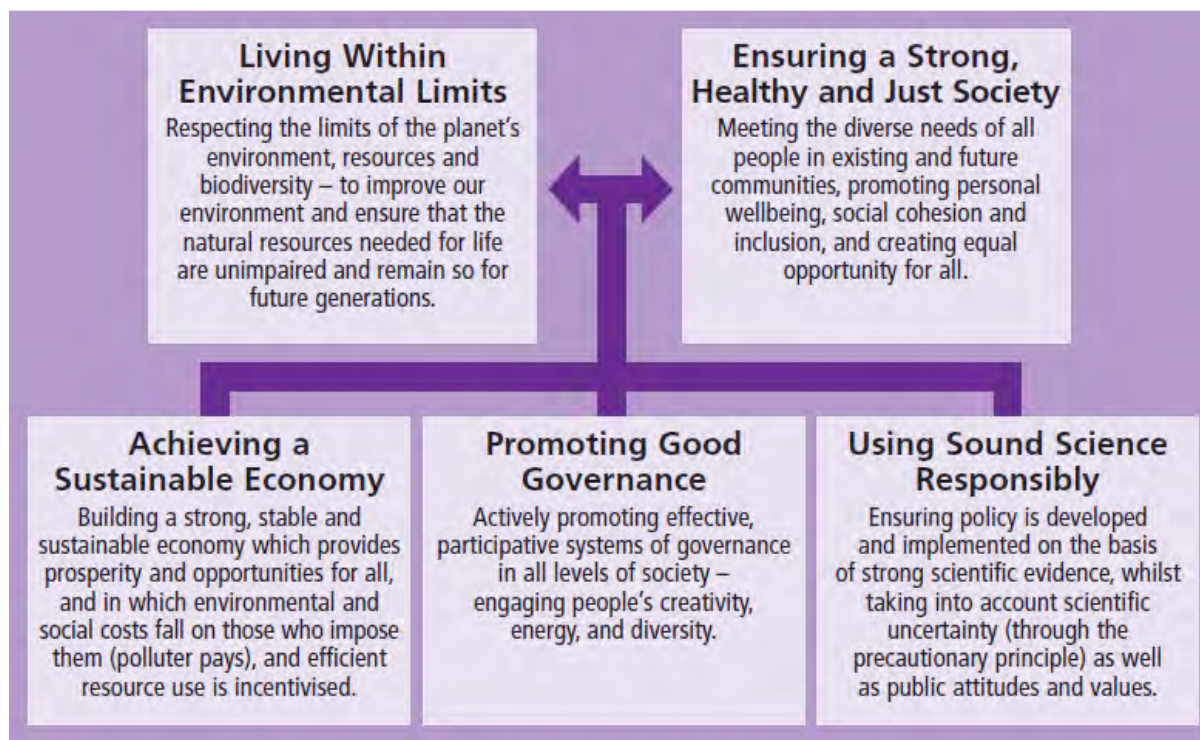 Living Within
Environmental Limits
Respecting the limits of the planet's
environment, resources and
biodiversity – to improve our
environment and ensure that the
natural resources needed for life
are unimpaired and remain so for
future generations.
Ensuring a Strong,
Healthy and Just Society
Meeting the diverse needs of all
people in existing and future
communities, promoting personal
wellbeing, social cohesion and
inclusion, and creating equal
opportunity for all.
Achieving a
Sustainable Economy
Building a strong, stable and
sustainable economy which provides
prosperity and opportunities for all,
and in which environmental and
social costs fall on those who impose
them (polluter pays), and efficient
resource use is incentivised.
Promoting Good
Governance
Actively promoting effective,
participative systems of governance
in all levels of society –
engaging people's creativity,
energy, and diversity.
Using Sound Science
Responsibly
Ensuring policy is developed
and implemented on the basis
of strong scientific evidence, whilst
taking into account scientific
uncertainty (through the
precautionary principle) as well
as public attitudes and values.